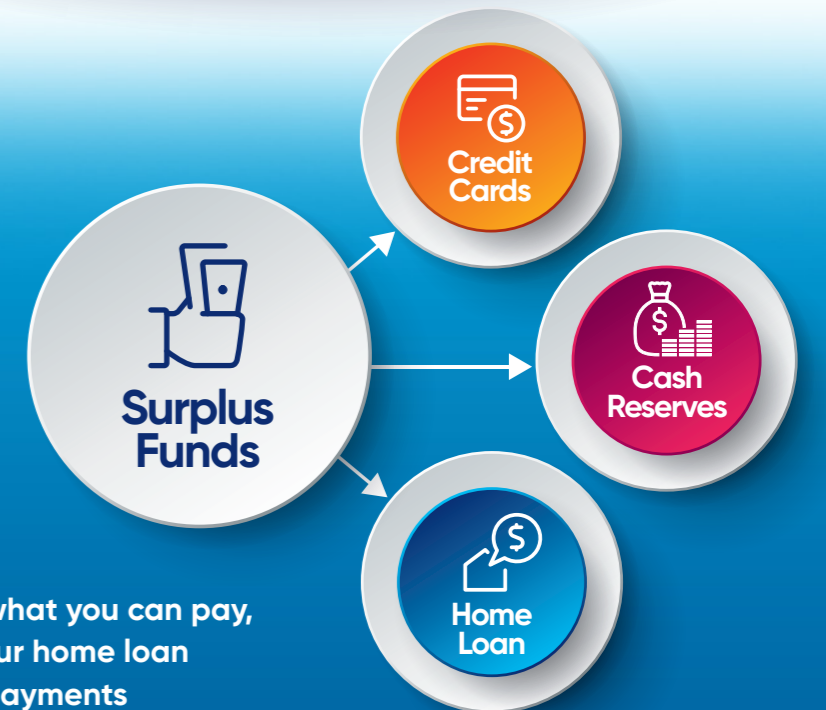 Credit
Cards
Surplus
Funds
Cash
Reserves
Home
Loan
what you can pay,
ur home loan
ayments